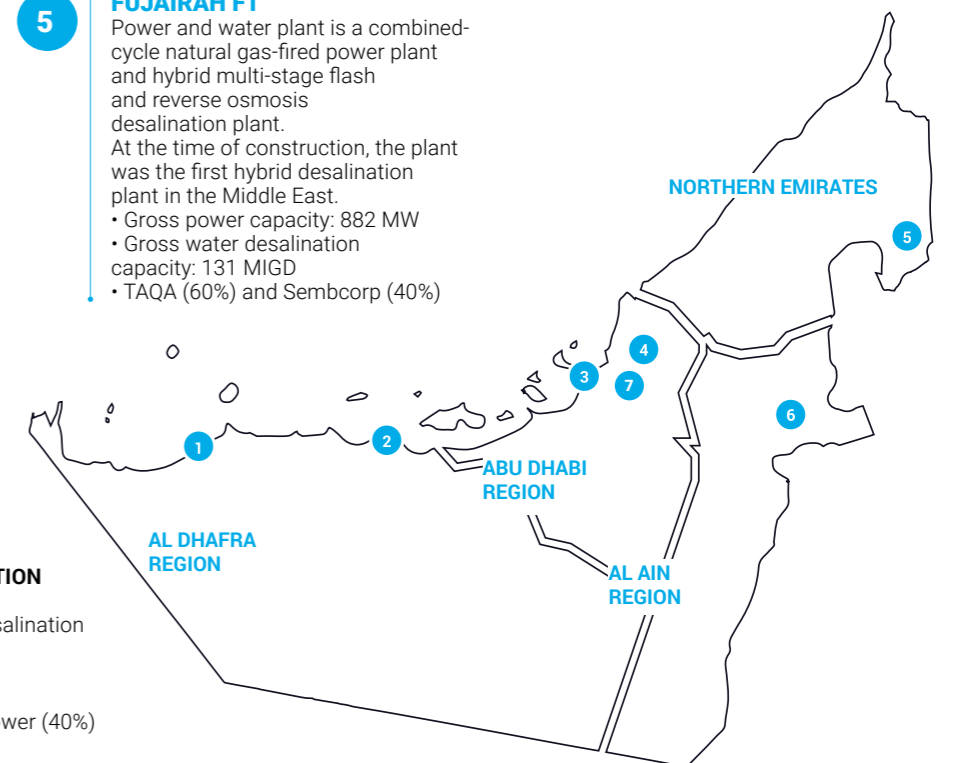 5
FUJAIRAH F1
Power and water plant is a combined-
cycle natural gas-fired power plant
and hybrid multi-stage flash
and reverse osmosis
desalination plant.
At the time of construction, the plant
was the first hybrid desalination
plant in the Middle East.
• Gross power capacity: 882 MW
• Gross water desalination
capacity: 131 MIGD
• TAQA (60%) and Sembcorp (40%)
NORTHERN EMIRATES
5
4
3
7
6
2
1
ABU DHABI
REGION
AL DHAFRA
REGION
AL AIN
REGION
TION
salination
wer (40%)